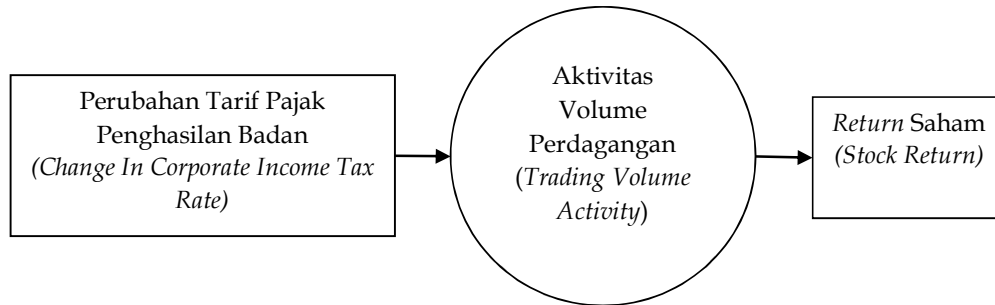 Perubahan Tarif Pajak
Penghasilan Badan
(Change In Corporate Income Tax
Rate)
Aktivitas
Volume
Perdagangan
(Trading Volume
Activity)
Return Saham
(Stock Return)